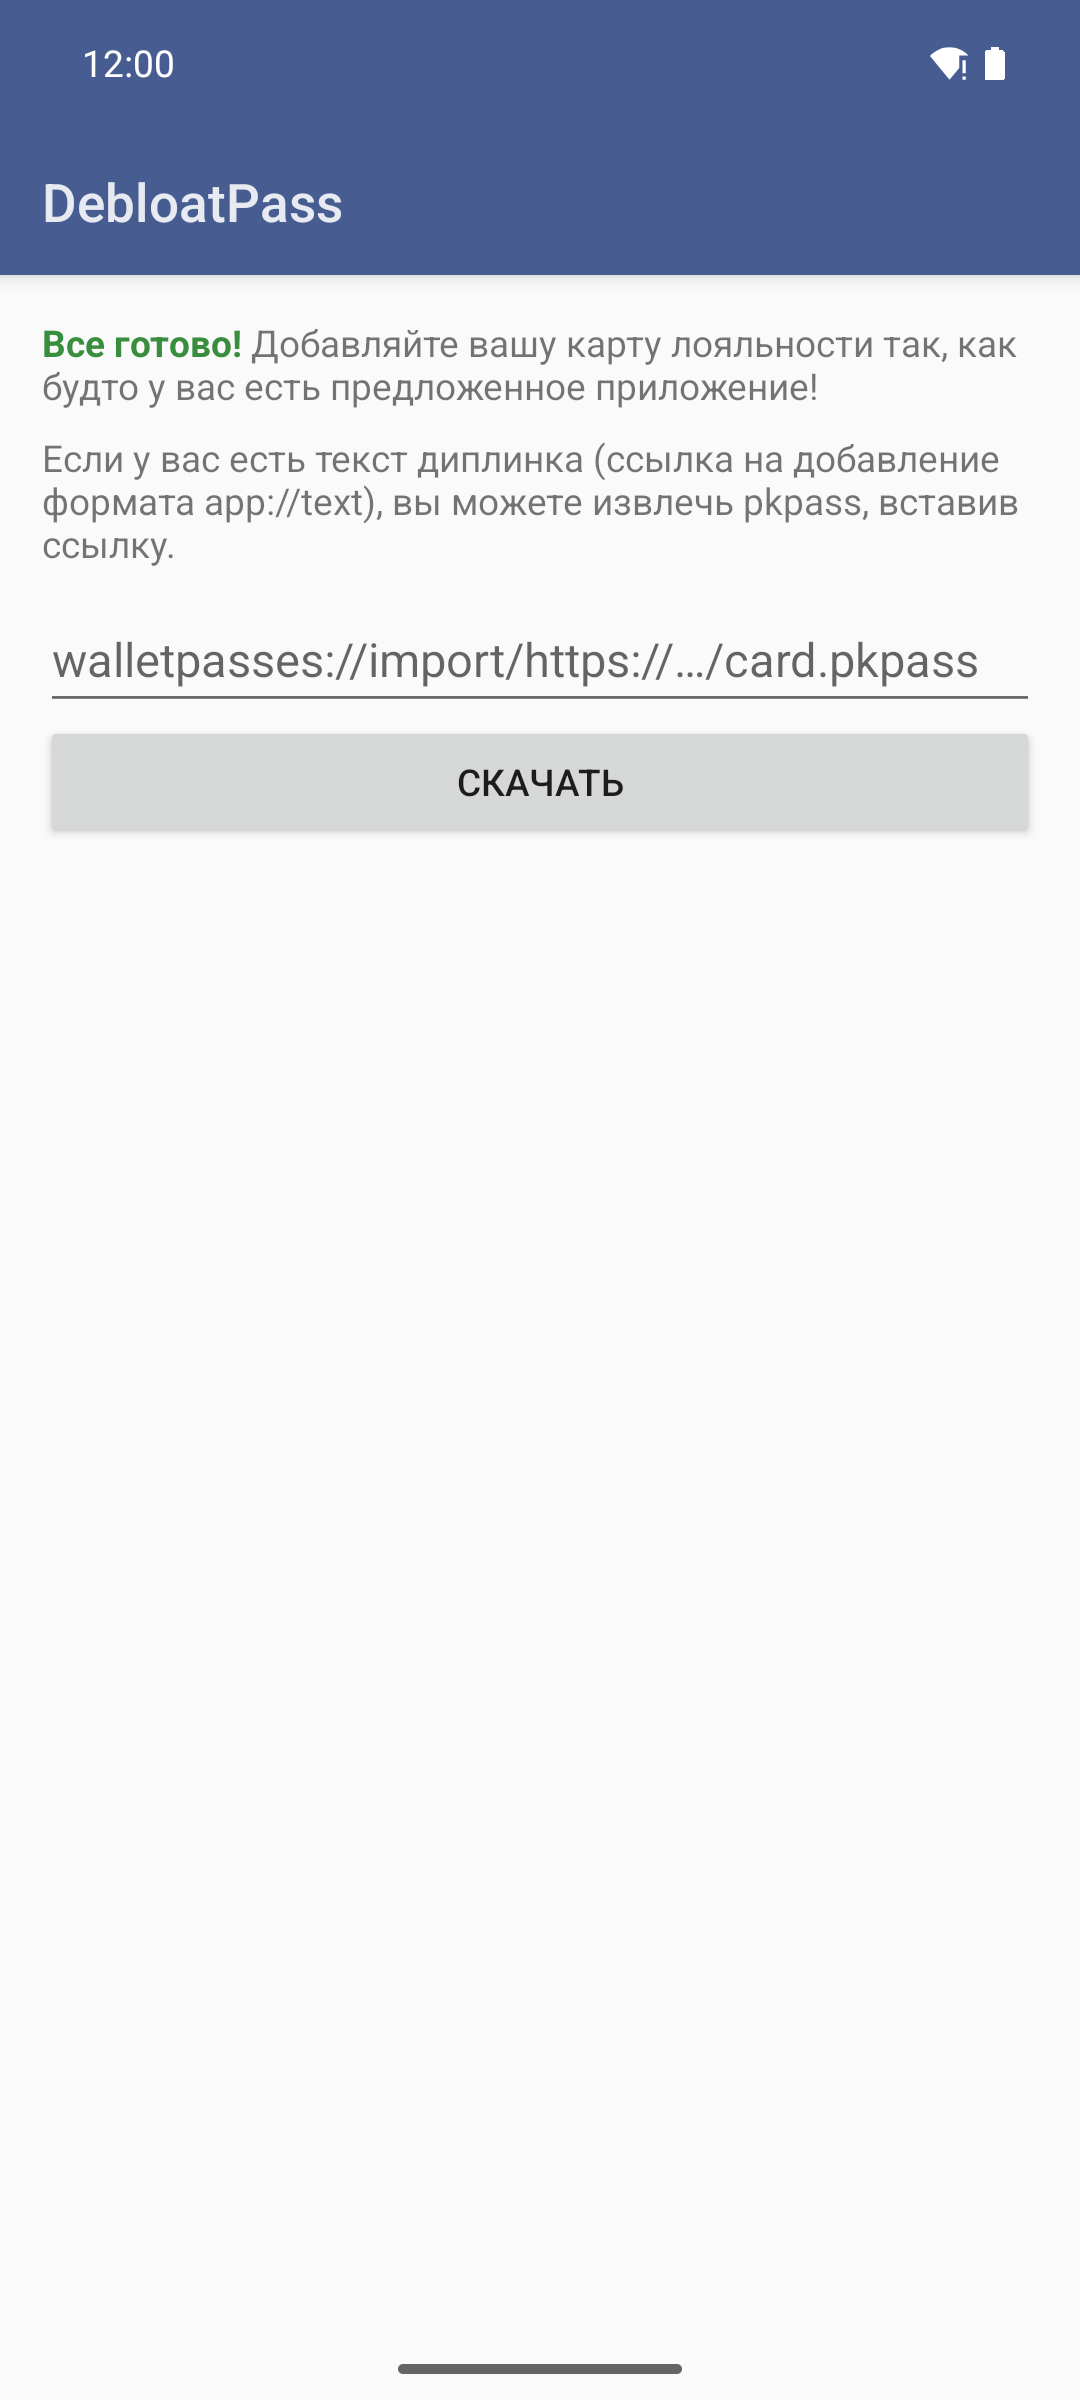 12:00
DebloatPass
Все готово! Добавляйте вашу карту лояльности так, как
будто у вас есть предложенное приложение!
Если у вас есть текст диплинка (ссылка на добавление
формата app://text), вы можете извлечь pkpass, вставив
ссылку.
walletpasses://import/https://…/card.pkpass
СКАЧАТЬ